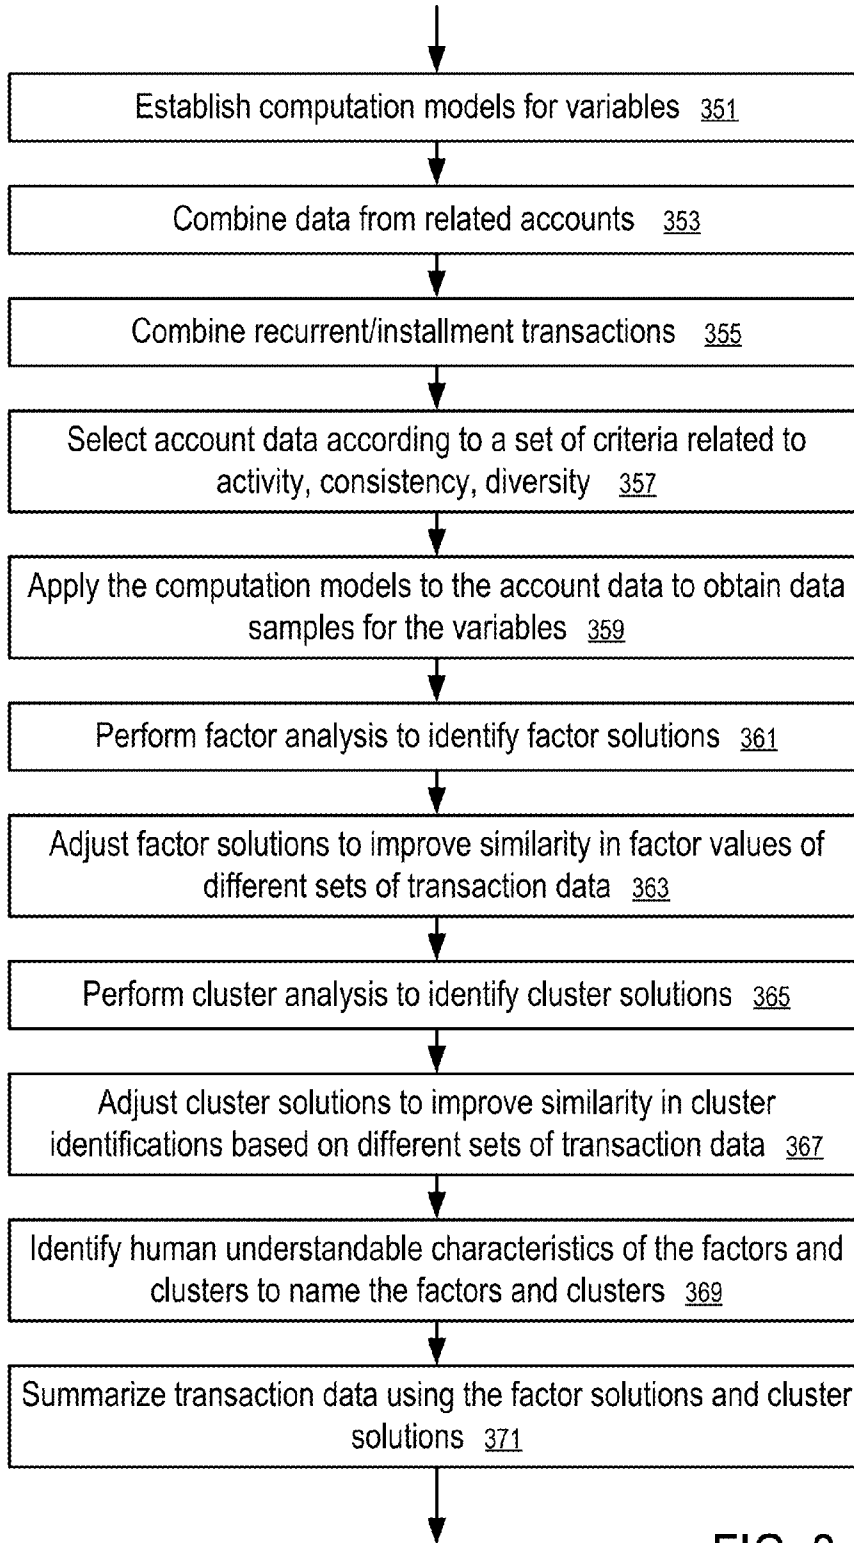 Establish computation models for variables 351
Combine data from related accounts 353
Combine recurrent/installment transactions 355
Select account data according to a set of criteria related to
activity, consistency, diversity 357
Apply the computation models to the account data to obtain data
samples for the variables 359
Perform factor analysis to identify factor solutions 361
Adjust factor solutions to improve similarity in factor values of
different sets of transaction data 363
Perform cluster analysis to identify cluster solutions 365
Adjust cluster solutions to improve similarity in cluster
identifications based on different sets of transaction data 367
Identify human understandable characteristics of the factors and
clusters to name the factors and clusters 369
Summarize transaction data using the factor solutions and cluster
solutions 371
FIG.